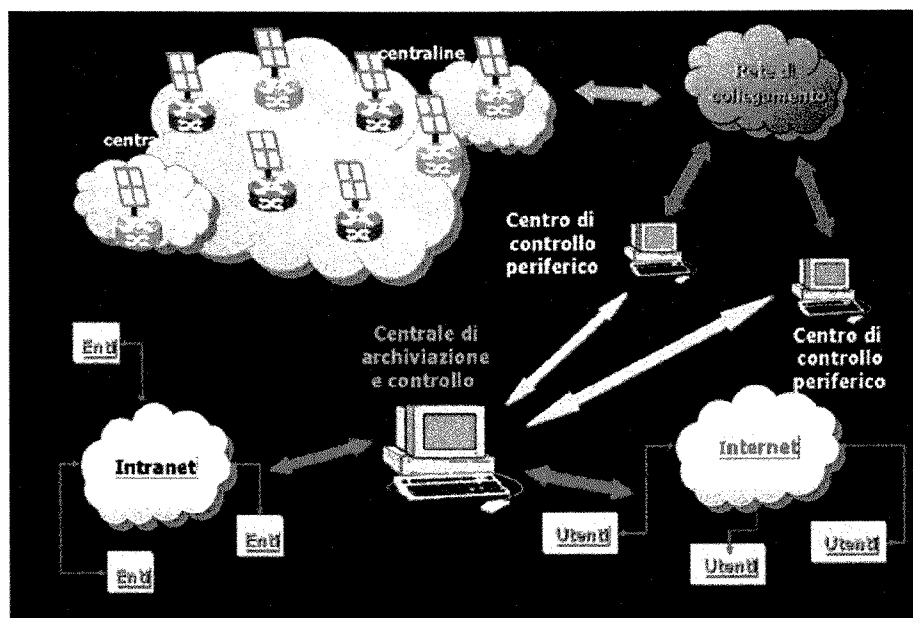 centraline
Rete di
collegamento
Centro di
controllo
periferico
Centro di
controllo
periferico
Centrale di
archiviazione
e controllo
Enti
Intranet
Enti
Enti
Internet
Utenti
Utenti
Utenti